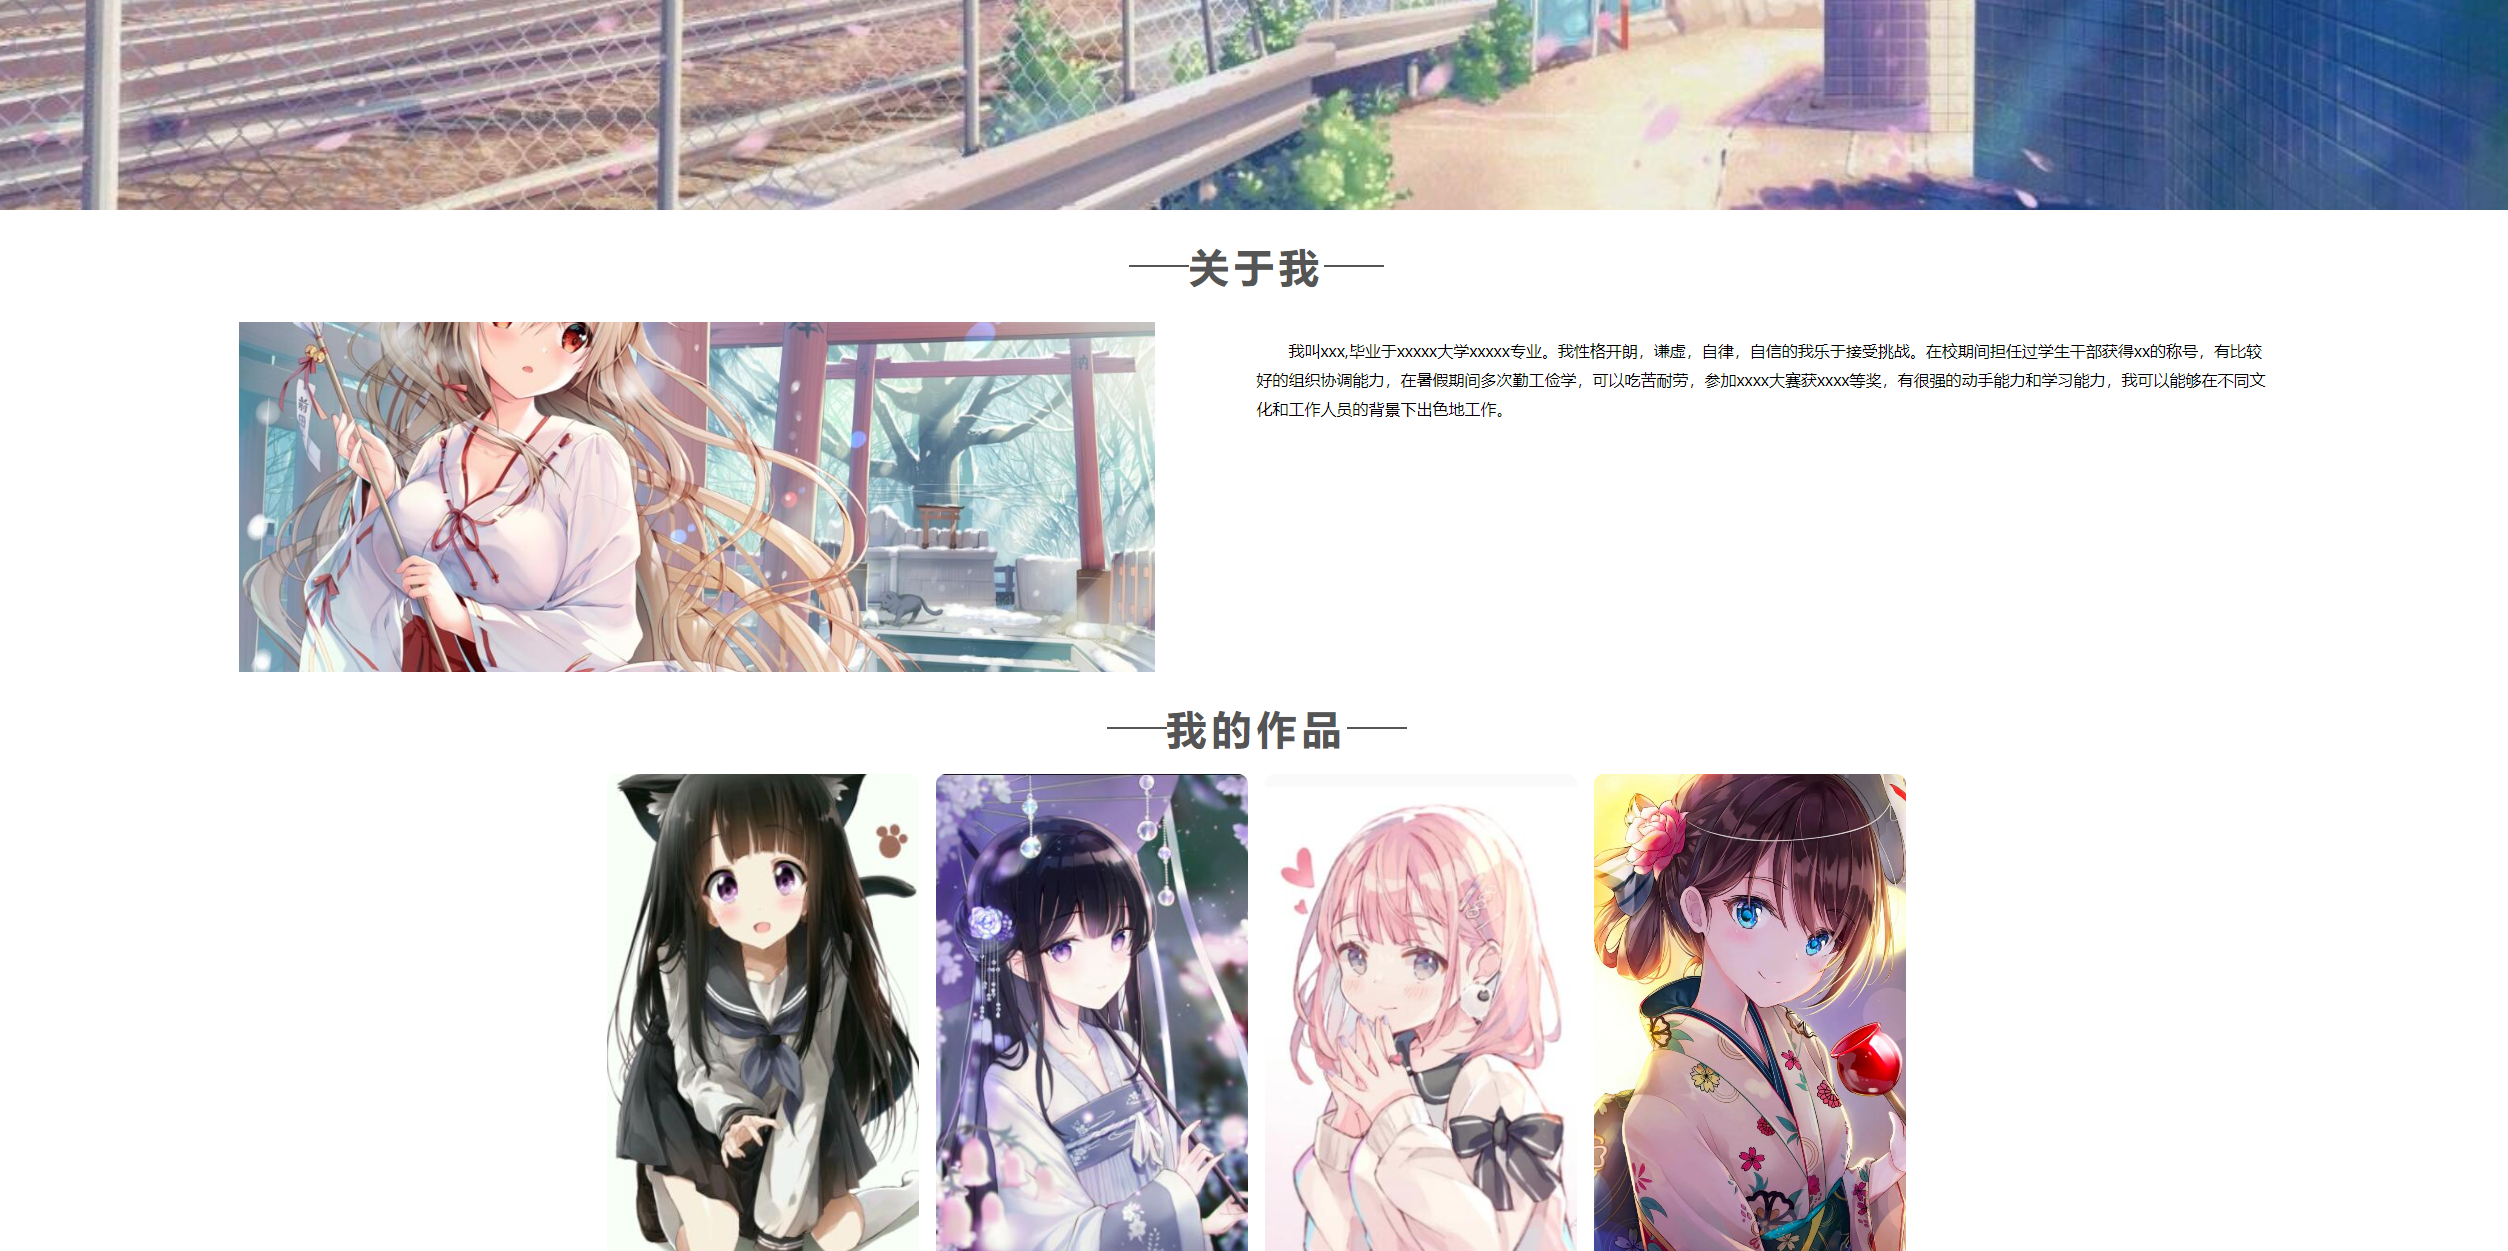 关于我
我叫xxx,毕业于xxxxx大学xxxxx专业。我性格开朗，谦虚，自律，自信的我乐于接受挑战。在校期间担任过学生干部获得xx的称号，有比较
好的组织协调能力，在暑假期间多次勤工俭学，可以吃苦耐劳，参加xxxx大赛获xxxx等奖，有很强的动手能力和学习能力，我可以能够在不同文
化和工作人员的背景下出色地工作。
我的作品